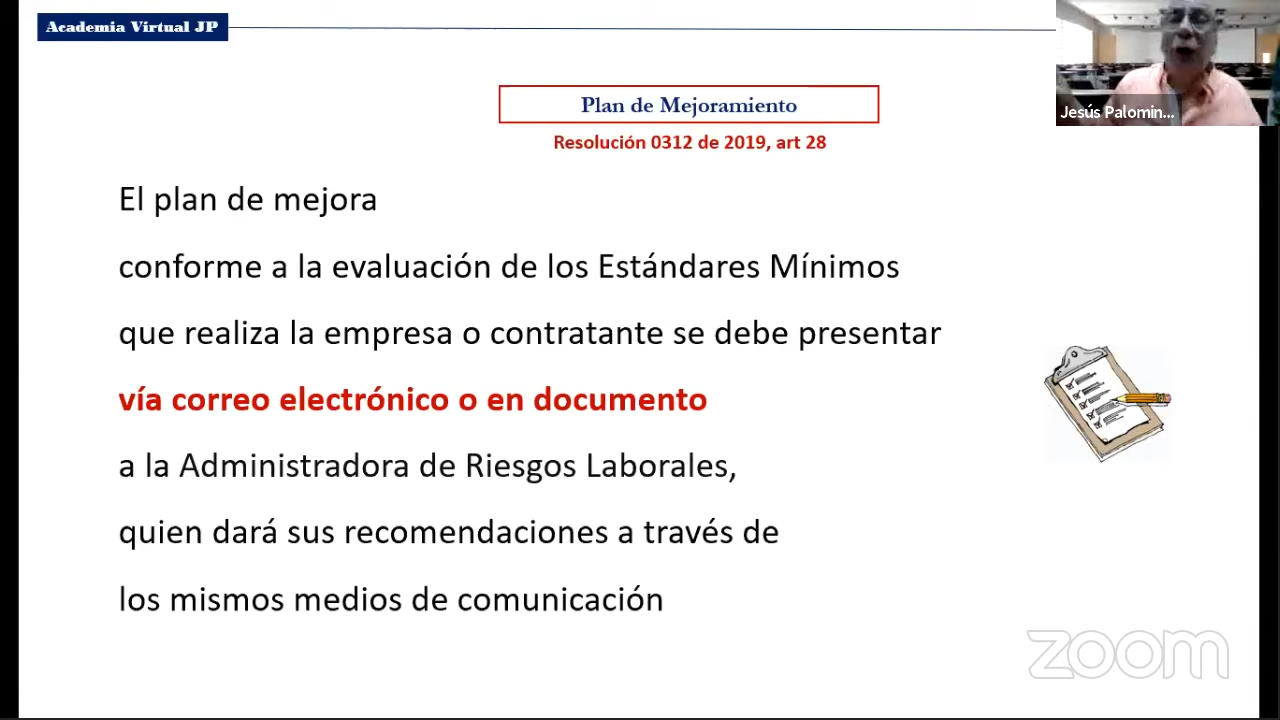 Academia Virtual JP
Jesús Palomin...
Plan de Mejoramiento
Resolución 0312 de 2019, art 28
El plan de mejora
conforme a la evaluación de los Estándares Mínimos
que realiza la empresa o contratante se debe presentar
vía correo electrónico o en documento
a la Administradora de Riesgos Laborales,
quien dará sus recomendaciones a través de
los mismos medios de comunicación
zoom